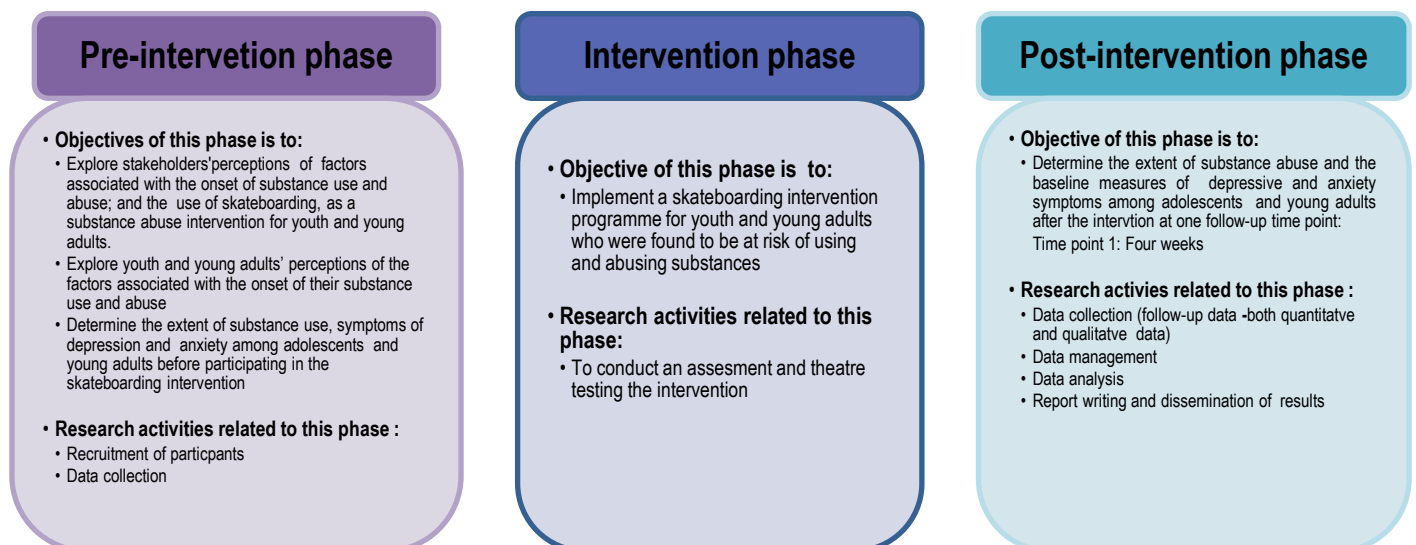 Pre-intervetion phase
• Objectives of this phase is to:
• Explore stakeholders'perceptions of factors
associated with the onset of substance use and
abuse; and the use of skateboarding, as a
substance abuse intervention for youth and young
adults.
• Explore youth and young adults’ perceptions of the
factors associated with the onset of their substance
use and abuse
• Determine the extent of substance use, symptoms of
depression and anxiety among adolescents and
young adults before participating in the
skateboarding intervention
• Research activities related to this phase :
• Recruitment of particpants
• Data collection
Intervention phase
• Objective of this phase is to:
• Implement a skateboarding intervention
programme for youth and young adults
who were found to be at risk of using
and abusing substances
• Research activities related to this
phase:
• To conduct an assesment and theatre
testing the intervention
Post-intervention phase
• Objective of this phase is to:
• Determine the extent of substance abuse and the
baseline measures of depressive and anxiety
symptoms among adolescents and young adults
after the intervtion at one follow-up time point:
Time point 1: Four weeks
• Research activies related to this phase :
• Data collection (follow-up data -both quantitatve
and qualitatve data)
• Data management
• Data analysis
• Report writing and dissemination of results